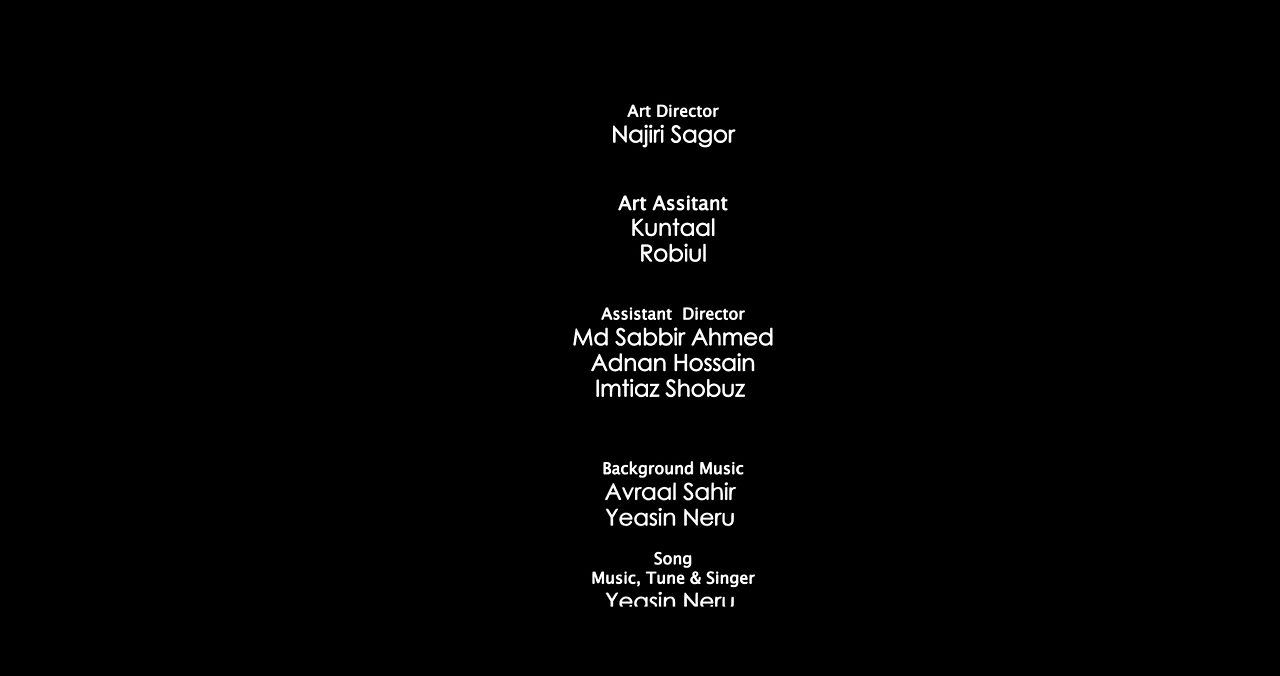 Art Director
Najiri Sagor
Art Assitant
Kuntaal
Robiul
Assistant  Director
Md Sabbir Ahmed
Adnan Hossain
Imtiaz Shobuz
Background Music
Avraal Sahir
Yeasin Neru
Song
Music, Tune & Singer
Yeasin Neru